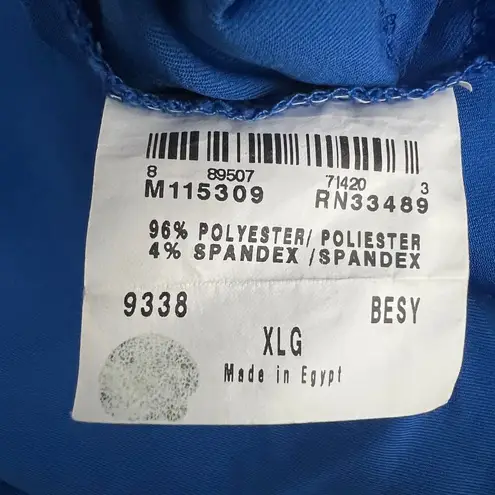 8 89507 71420 3
M115309 RN33489
96% POLYESTER/ POLIESTER
4% SPANDEX /SPANDEX
9338 BESY
XLG
Made in Egypt